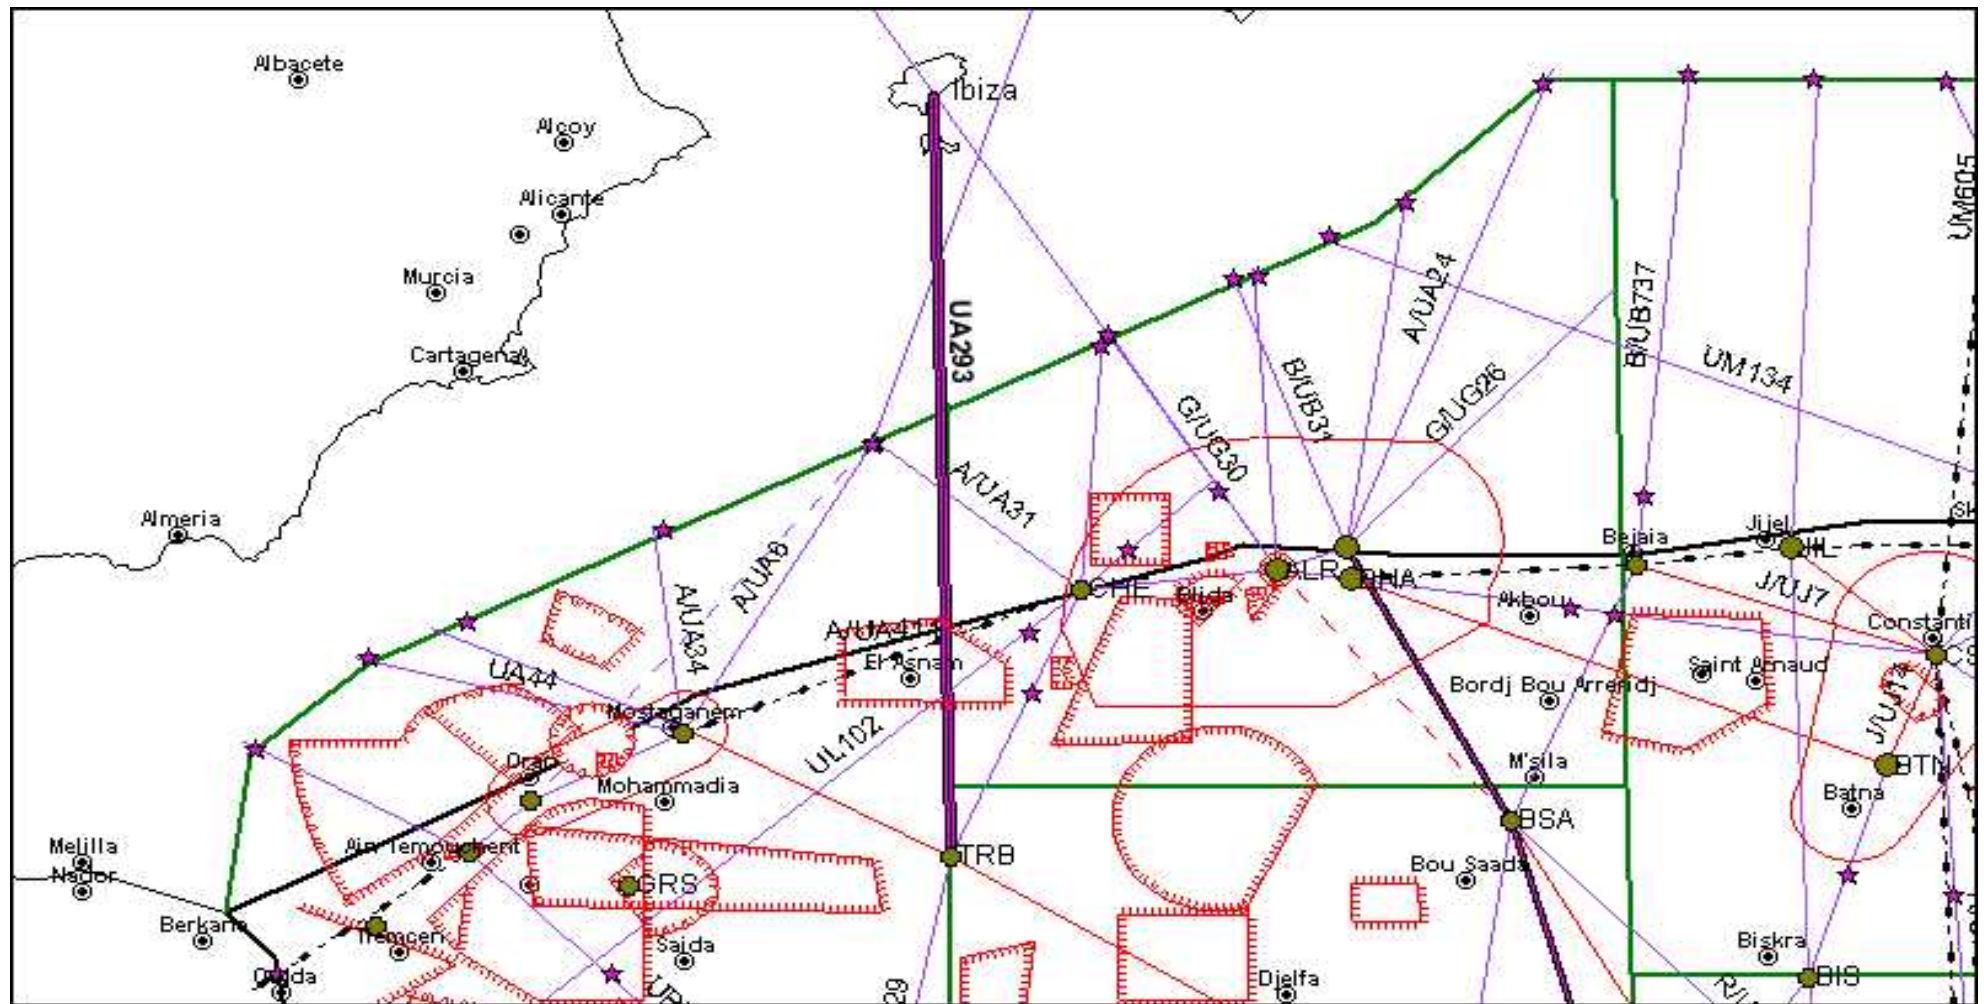 Albacete
Ibiza
Alcoy
Alicante
Murcia
Cartagena
Almeria
UM605
A/UA24
B/UB737
UA293
UM134
B/UB31
G/UG26
G/UG30
A/UA31
A/UA6
A/UA34
A/UA41
UA44
UL102
Bejaia
Jijel
JIL
J/UJ7
CHE
ALR
BNA
Blida
Akbou
El Asnam
Saint Arnaud
Bordj Bou Arreridj
J/UJ14
Mostaganem
Oran
Mohammadia
M'sila
BTN
Batna
BSA
Melilla
Nador
Ain Temouchent
TRB
Bou Saada
GRS
Berkane
Tlemcen
Saida
Biskra
BIS
Oujda
Djelfa